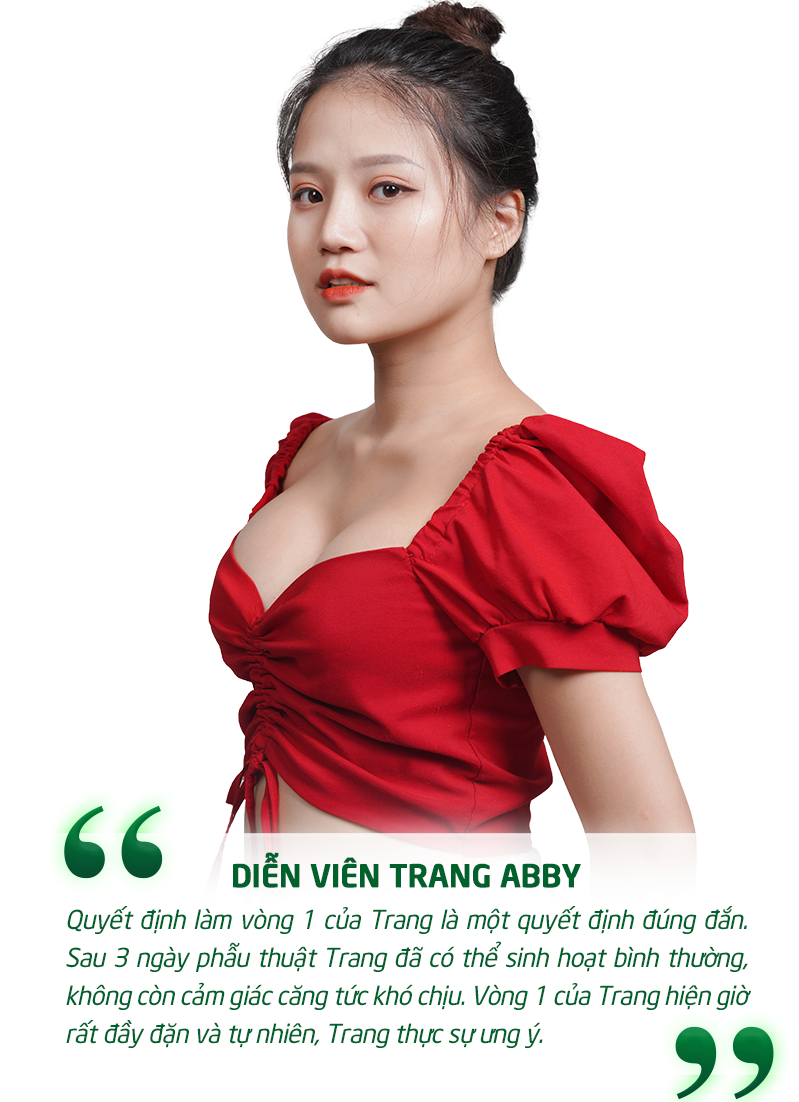 DIỄN VIÊN TRANG ABBY
Quyết định làm vòng 1 của Trang là một quyết định đúng đắn.
Sau 3 ngày phẫu thuật Trang đã có thể sinh hoạt bình thường,
không còn cảm giác căng tức khó chịu. Vòng 1 của Trang hiện giờ
rất đầy đặn và tự nhiên, Trang thực sự ưng ý.